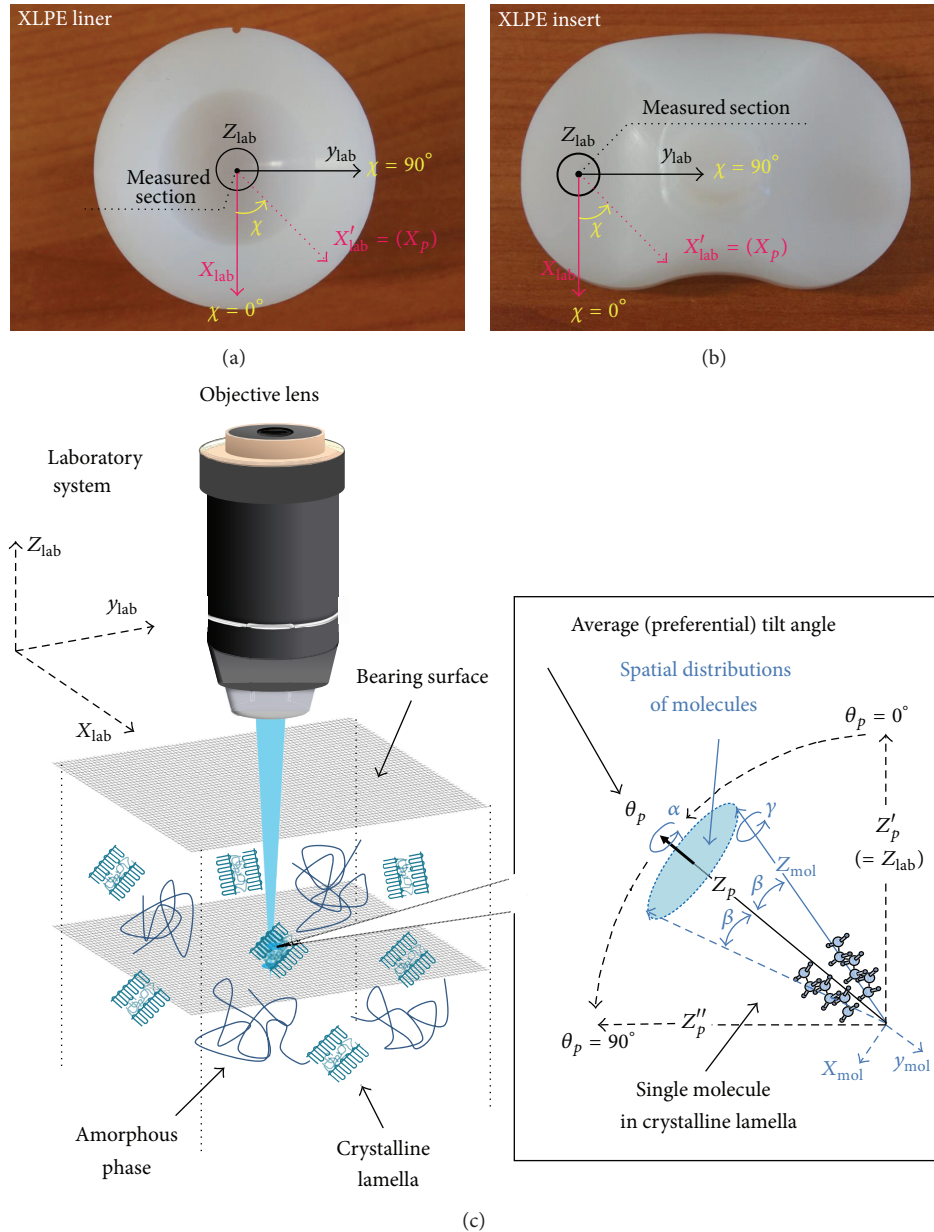 XLPE liner
Z_lab
y_lab
χ = 90°
Measured
section
χ
X′_lab = (X_p)
X_lab
χ = 0°
(a)
XLPE insert
Measured section
Z_lab
y_lab
χ = 90°
χ
X′_lab = (X_p)
X_lab
χ = 0°
(b)
Objective lens
Laboratory
system
Z_lab
y_lab
X_lab
Bearing surface
Amorphous
phase
Crystalline
lamella
Average (preferential) tilt angle
Spatial distributions
of molecules
θ_p = 0°
θ_p
α
γ
Z′_p
(= Z_lab)
Z_mol
Z_p
β
β
θ_p = 90°
Z″_p
X_mol
y_mol
Single molecule
in crystalline lamella
(c)